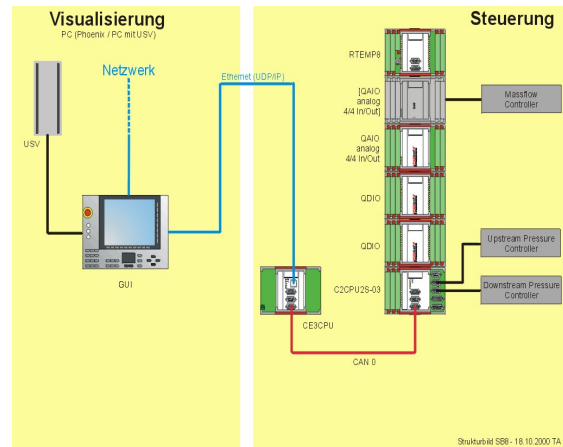 Visualisierung
PC (Phoenix / PC mit USV)
Netzwerk
USV
GUI
Ethernet (UDP/IP)
Steuerung
RTEMP8
[QAIO
analog
4/4 In/Out]
Massflow
Controller
QAIO
analog
4/4 In/Out
QDIO
QDIO
Upstream Pressure
Controller
C2CPU2S-03
Downstream Pressure
Controller
CE3CPU
CAN 0
Strukturbild SB8 - 18.10.2000 TA